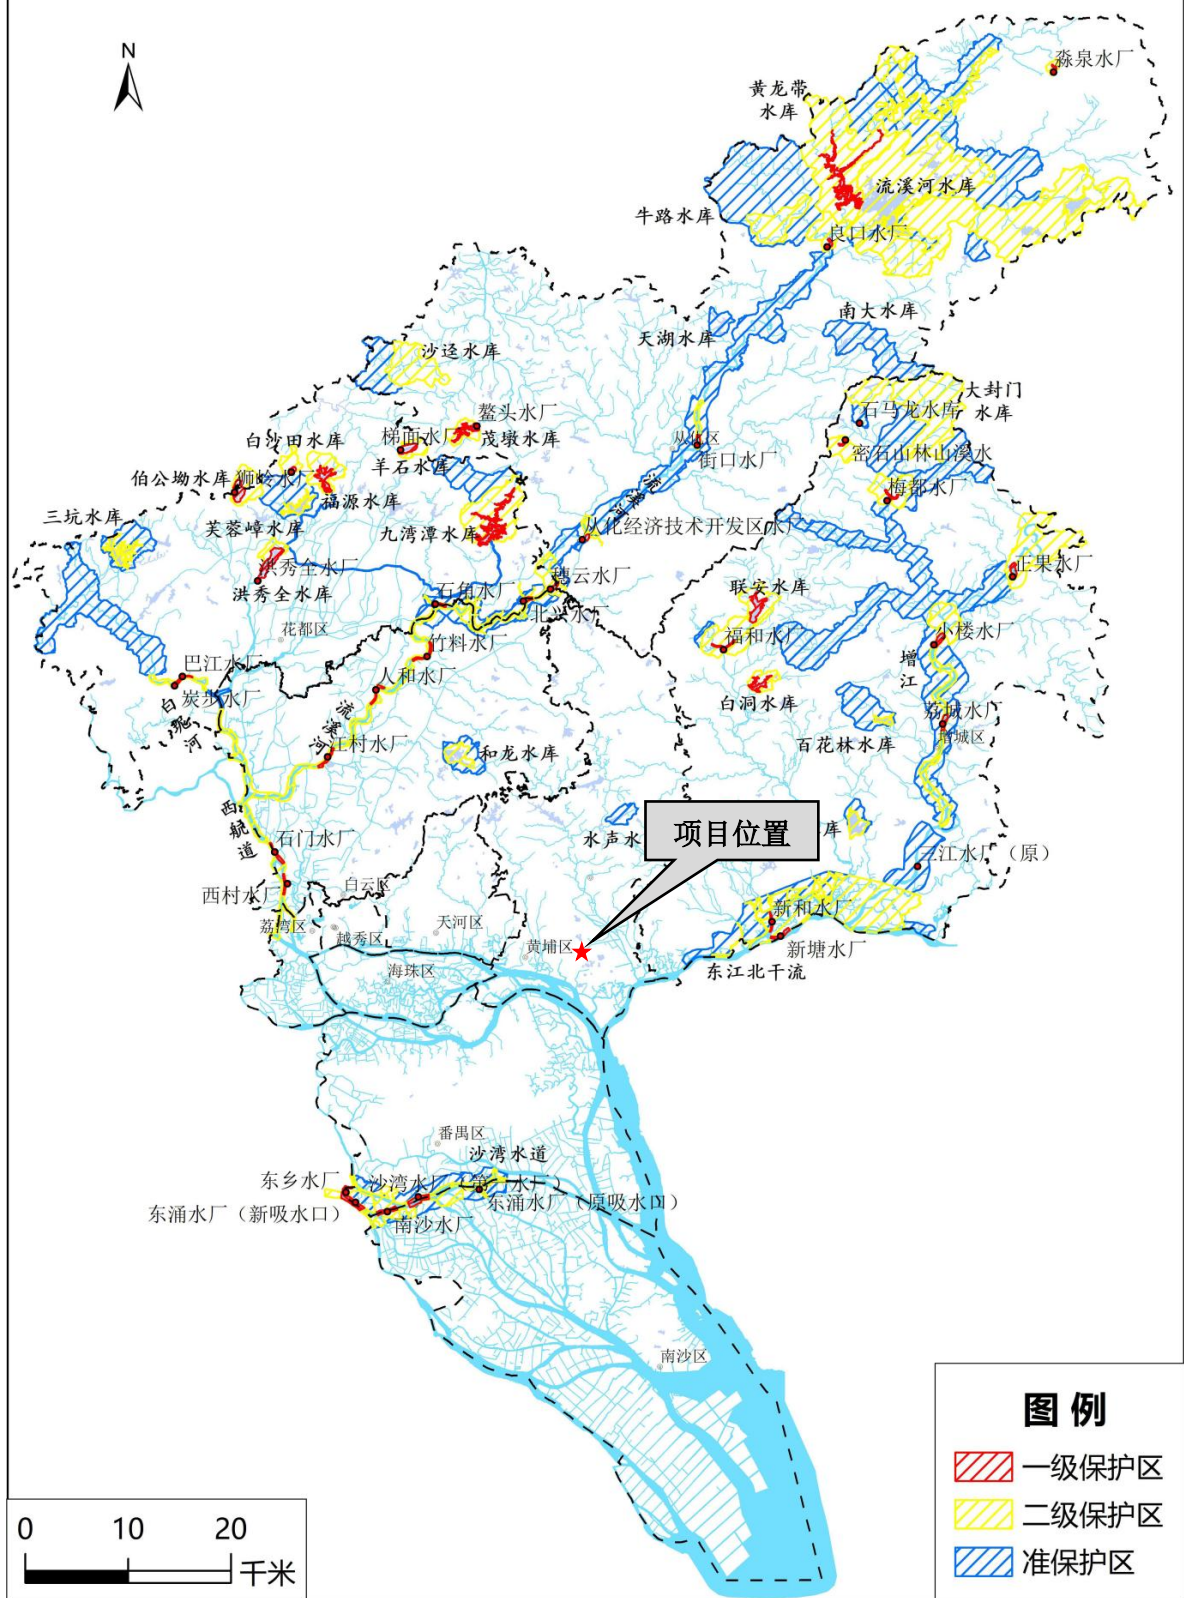 N
淼泉水厂
黄龙带
水库
流溪河水库
牛路水库
良口水厂
南大水库
天湖水库
沙迳水库
大封门
水库
石马龙水库
鳌头水厂
梯面水厂
茂墩水库
从化区
街口水厂
密石山林山溪水
白沙田水库
羊石水库
伯公坳水库
狮岭水厂
梅都水厂
福源水库
流溪河
三坑水库
芙蓉嶂水库
九湾潭水库
从化经济技术开发区水厂
洪秀全水厂
正果水厂
穗云水厂
石角水厂
联安水库
洪秀全水库
北兴水厂
花都区
竹料水厂
福和水厂
小楼水厂
巴江水厂
增江
人和水厂
炭步水厂
白洞水库
白坭河
流溪河
荔城水厂
增城区
江村水厂
和龙水库
百花林水库
西航道
项目位置
水声水
库
石门水厂
三江水厂（原）
白云区
西村水厂
荔湾区
越秀区
天河区
新和水厂
黄埔区
新塘水厂
海珠区
东江北干流
番禺区
沙湾水道
东乡水厂
沙湾水厂（第一水厂）
东涌水厂（新吸水口）
东涌水厂（原吸水口）
南沙水厂
南沙区
图例
一级保护区
二级保护区
准保护区
0 10 20
千米